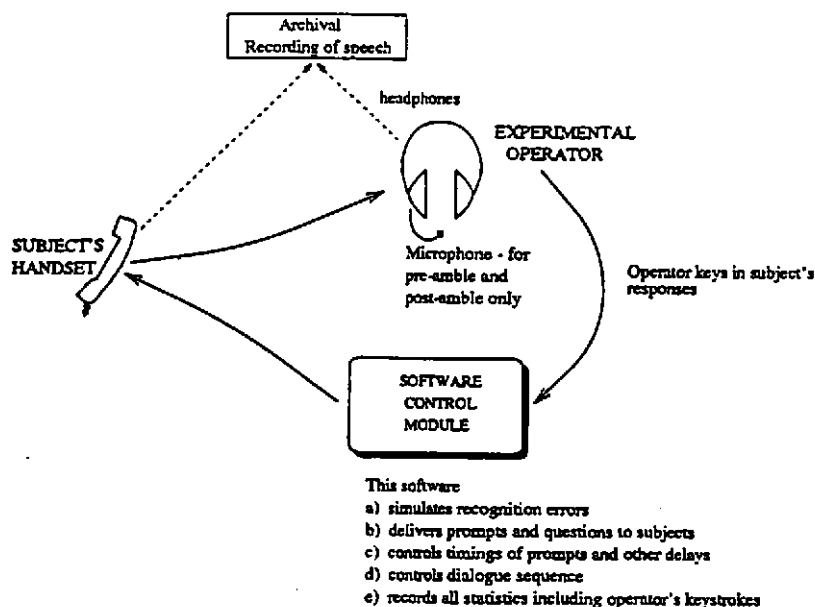 Archival
Recording of speech
headphones
EXPERIMENTAL
OPERATOR
SUBJECT'S
HANDSET
Microphone - for
pre-amble and
post-amble only
Operator keys in subject's
responses
SOFTWARE
CONTROL
MODULE
This software
a) simulates recognition errors
b) delivers prompts and questions to subjects
c) controls timings of prompts and other delays
d) controls dialogue sequence
e) records all statistics including operator's keystrokes